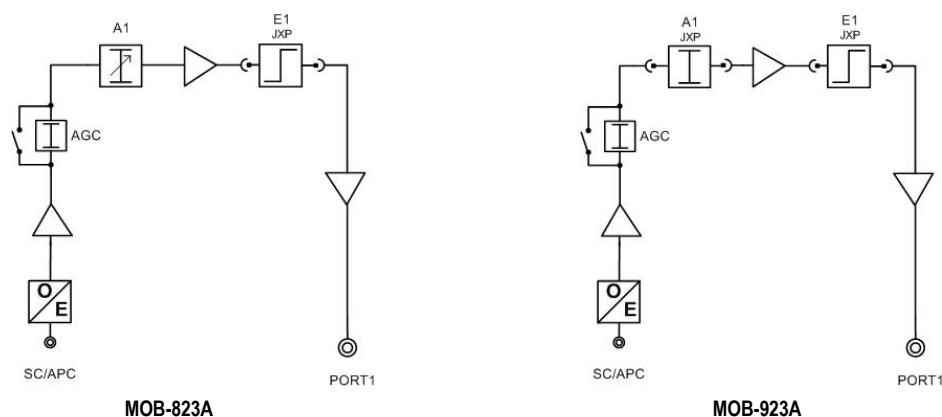 A1
E1
JXP
AGC
O
E
SC/APC
PORT1
MOB-823A
A1
JXP
E1
JXP
AGC
O
E
SC/APC
PORT1
MOB-923A